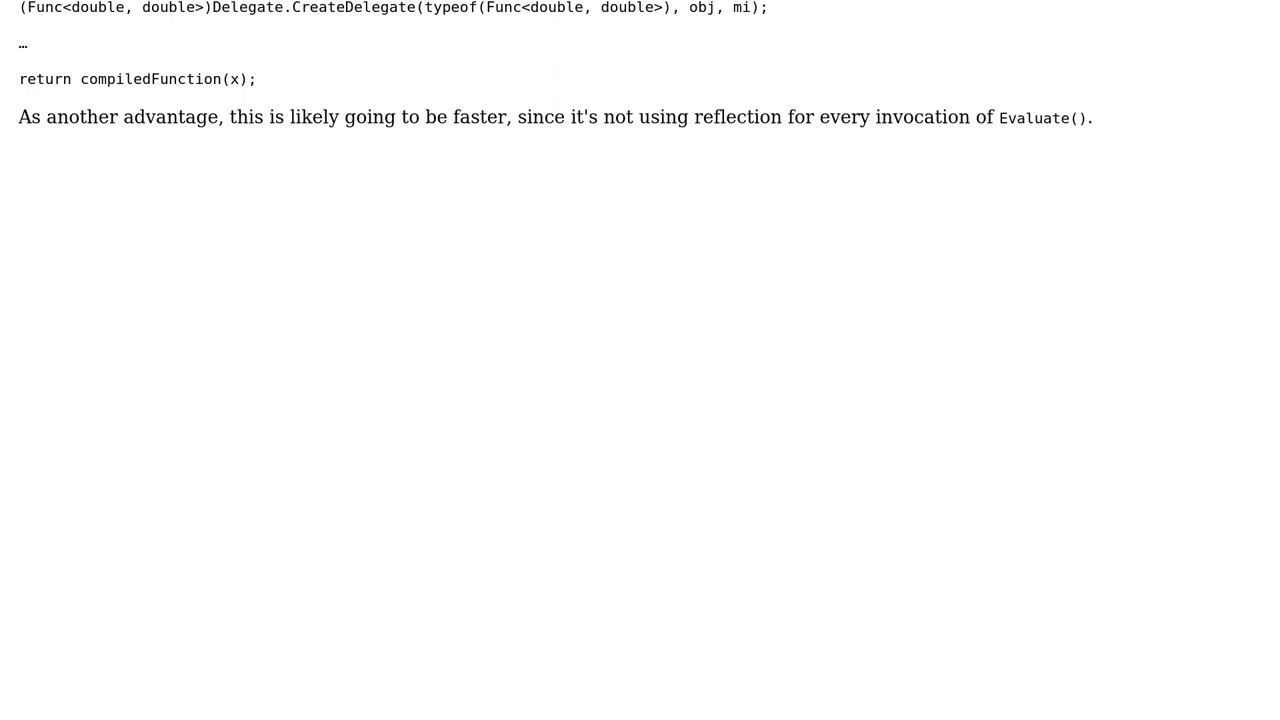 (Func<double, double>)Delegate.CreateDelegate(typeof(Func<double, double>), obj, mi);
…
return compiledFunction(x);
As another advantage, this is likely going to be faster, since it's not using reflection for every invocation of Evaluate().